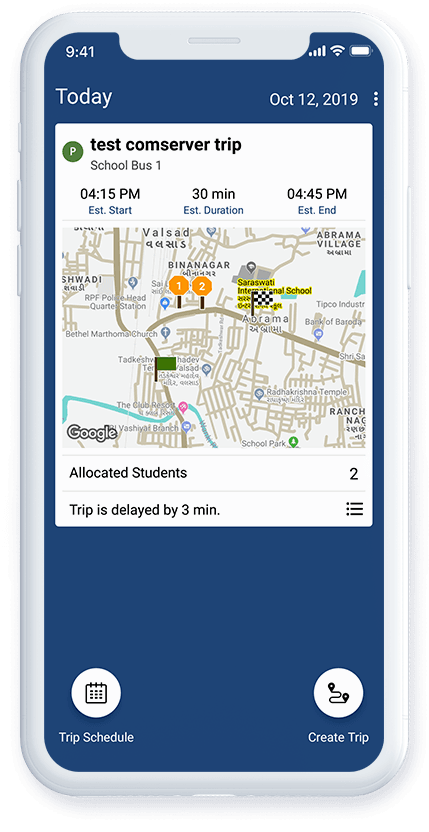 9:41
Today
Oct 12, 2019
P
test comserver trip
School Bus 1
04:15 PM
30 min
04:45 PM
Est. Start
Est. Duration
Est. End
Valsad
વલસાડ
ABRAMA
VILLAGE
અબ્રામા
BINANAGAR
બીનાનગર
SHWADI
RPF Police Head
Quarter Station
Sai L
1
2
Saraswati
International School
Abrama
અબ્રામા
Tipco Industr
Bank of Baroda
Bethel Marthoma Church
Shri Sa
Tadkeshwar Mahadev
Temple Valsad
Radhakrishna Temple
The Club Resort
RANCH
NAG
Vashiyar Branch
School Park
Google
Allocated Students
2
Trip is delayed by 3 min.
Trip Schedule
Create Trip